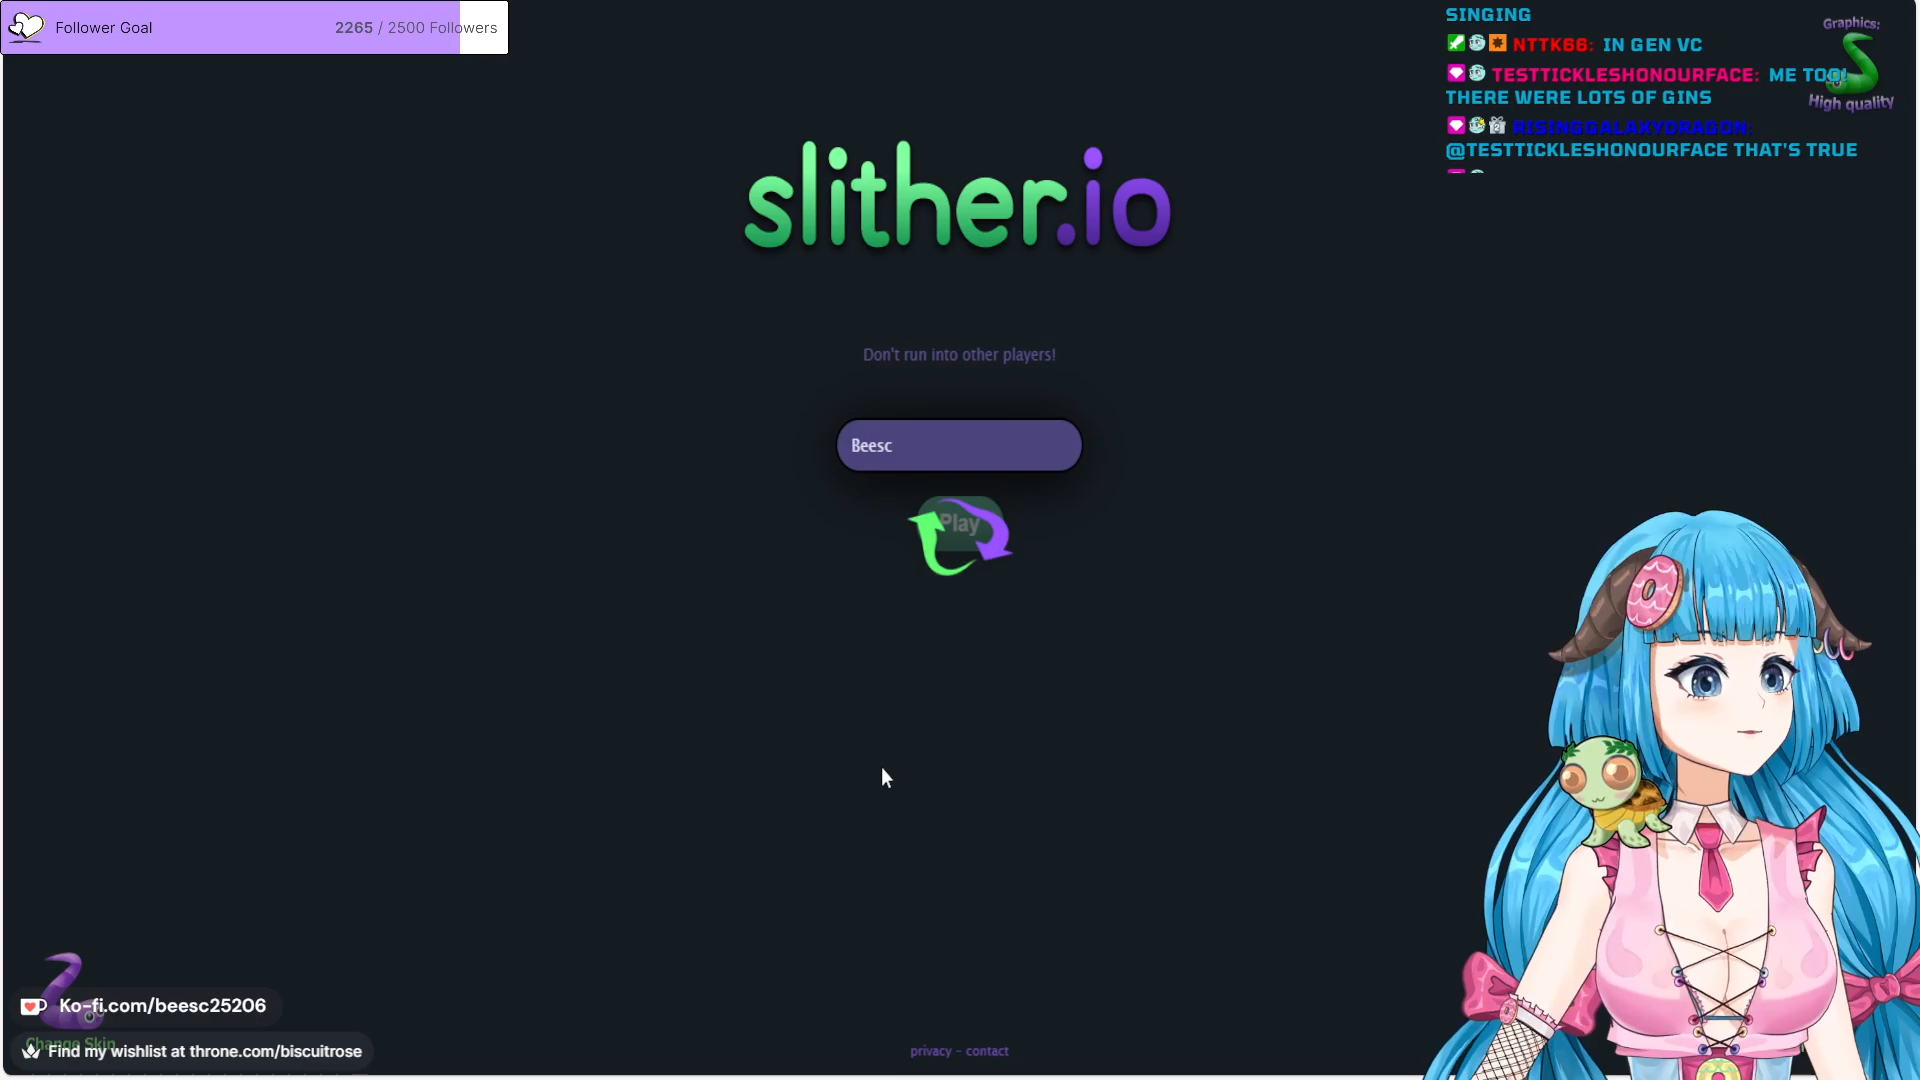 Follower Goal
2265 / 2500 Followers
SINGING
NTTK66: IN GEN VC
TESTTICKLESHONOURFACE: ME TOO!
THERE WERE LOTS OF GINS
RISINGGALAXYDRAGON:
@TESTTICKLESHONOURFACE THAT'S TRUE
Graphics:
High quality
slither.io
Don't run into other players!
Beesc
Play
Ko-fi.com/beesc25206
Change Skin
Find my wishlist at throne.com/biscuitrose
privacy - contact